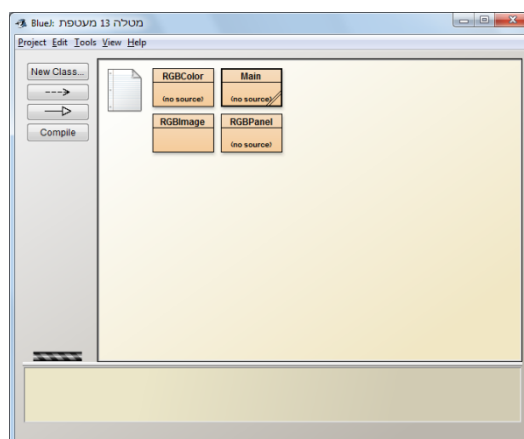 BlueJ: מטלה 13 מעטפת
Project Edit Tools View Help
New Class...
--->
Compile
RGBColor
(no source)
Main
(no source)
RGBImage
RGBPanel
(no source)